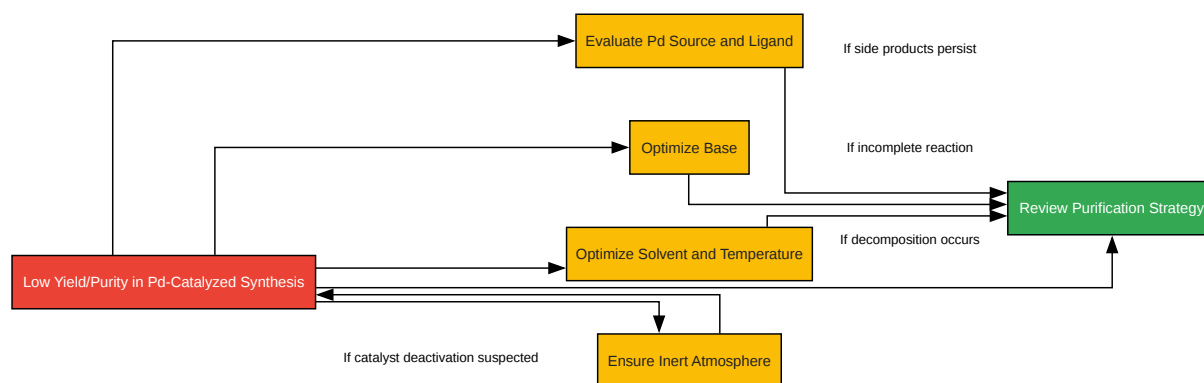 Evaluate Pd Source and Ligand
If side products persist
Optimize Base
If incomplete reaction
Review Purification Strategy
Optimize Solvent and Temperature
If decomposition occurs
Low Yield/Purity in Pd-Catalyzed Synthesis
If catalyst deactivation suspected
Ensure Inert Atmosphere